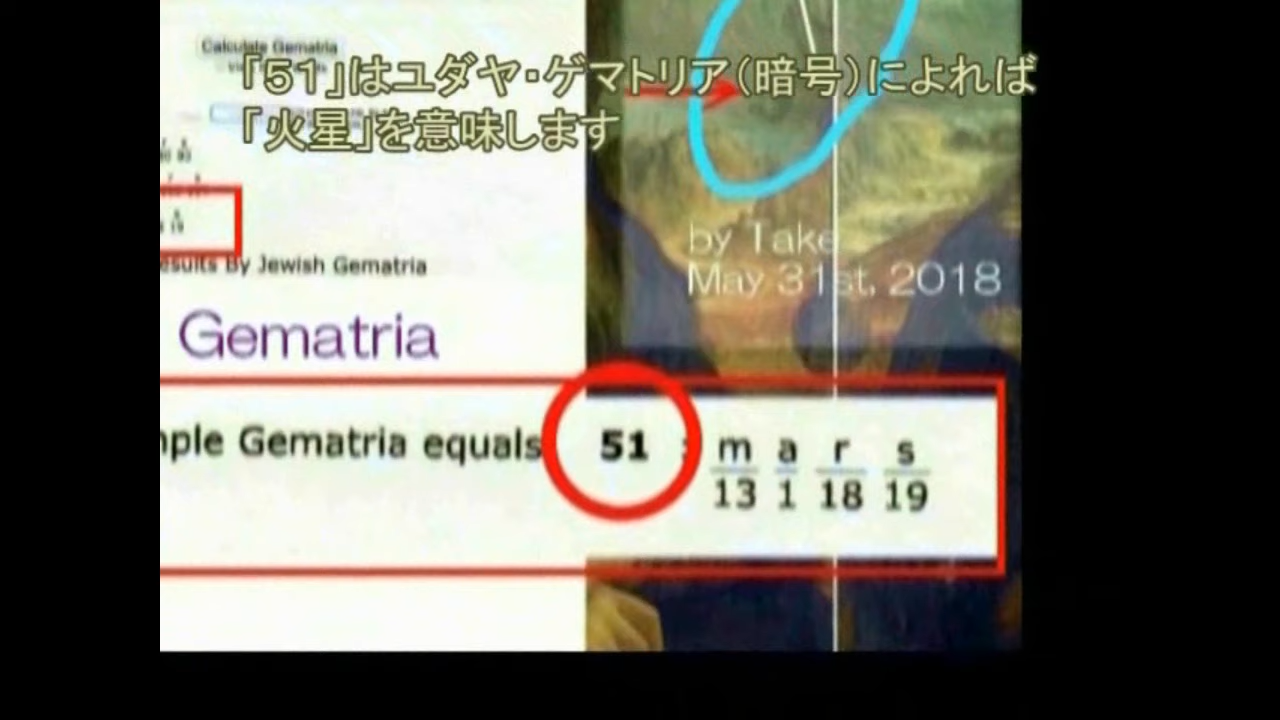 Calculate Gematria
「51」はユダヤ・ゲマトリア(暗号)によれば
「火星」を意味します
by Take
May 31st, 2018
esults By Jewish Gematria
Gematria
mple Gematria equals 51 : m a r s
13 1 18 19